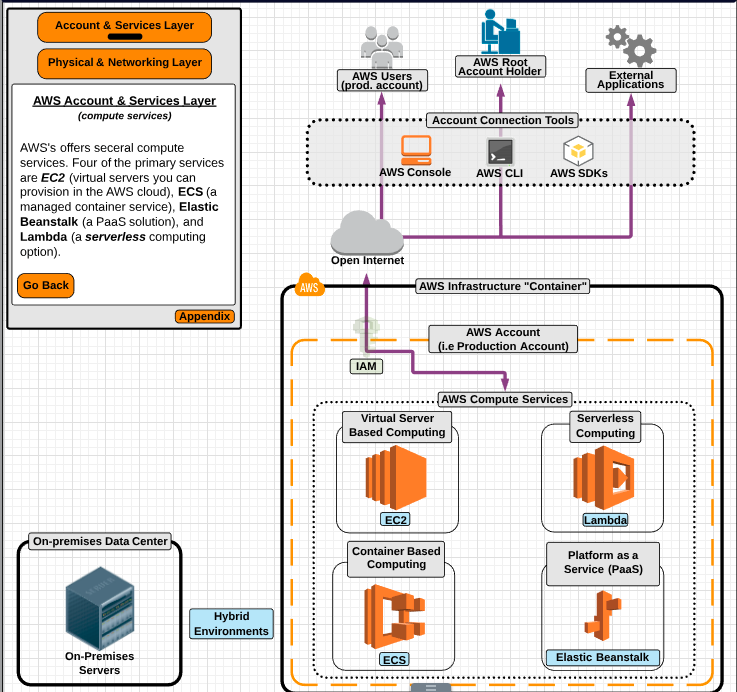 Account & Services Layer
Physical & Networking Layer
AWS Account & Services Layer
(compute services)
AWS's offers seceral compute
services. Four of the primary services
are EC2 (virtual servers you can
provision in the AWS cloud), ECS (a
managed container service), Elastic
Beanstalk (a PaaS solution), and
Lambda (a serverless computing
option).
Go Back
Appendix
AWS Users
(prod. account)
AWS Root
Account Holder
External
Applications
Account Connection Tools
AWS Console
AWS CLI
AWS SDKs
Open Internet
AWS
AWS Infrastructure "Container"
AWS Account
(i.e Production Account)
IAM
AWS Compute Services
Virtual Server
Based Computing
EC2
Serverless
Computing
Lambda
Container Based
Computing
ECS
Platform as a
Service (PaaS)
Elastic Beanstalk
On-premises Data Center
On-Premises
Servers
Hybrid
Environments